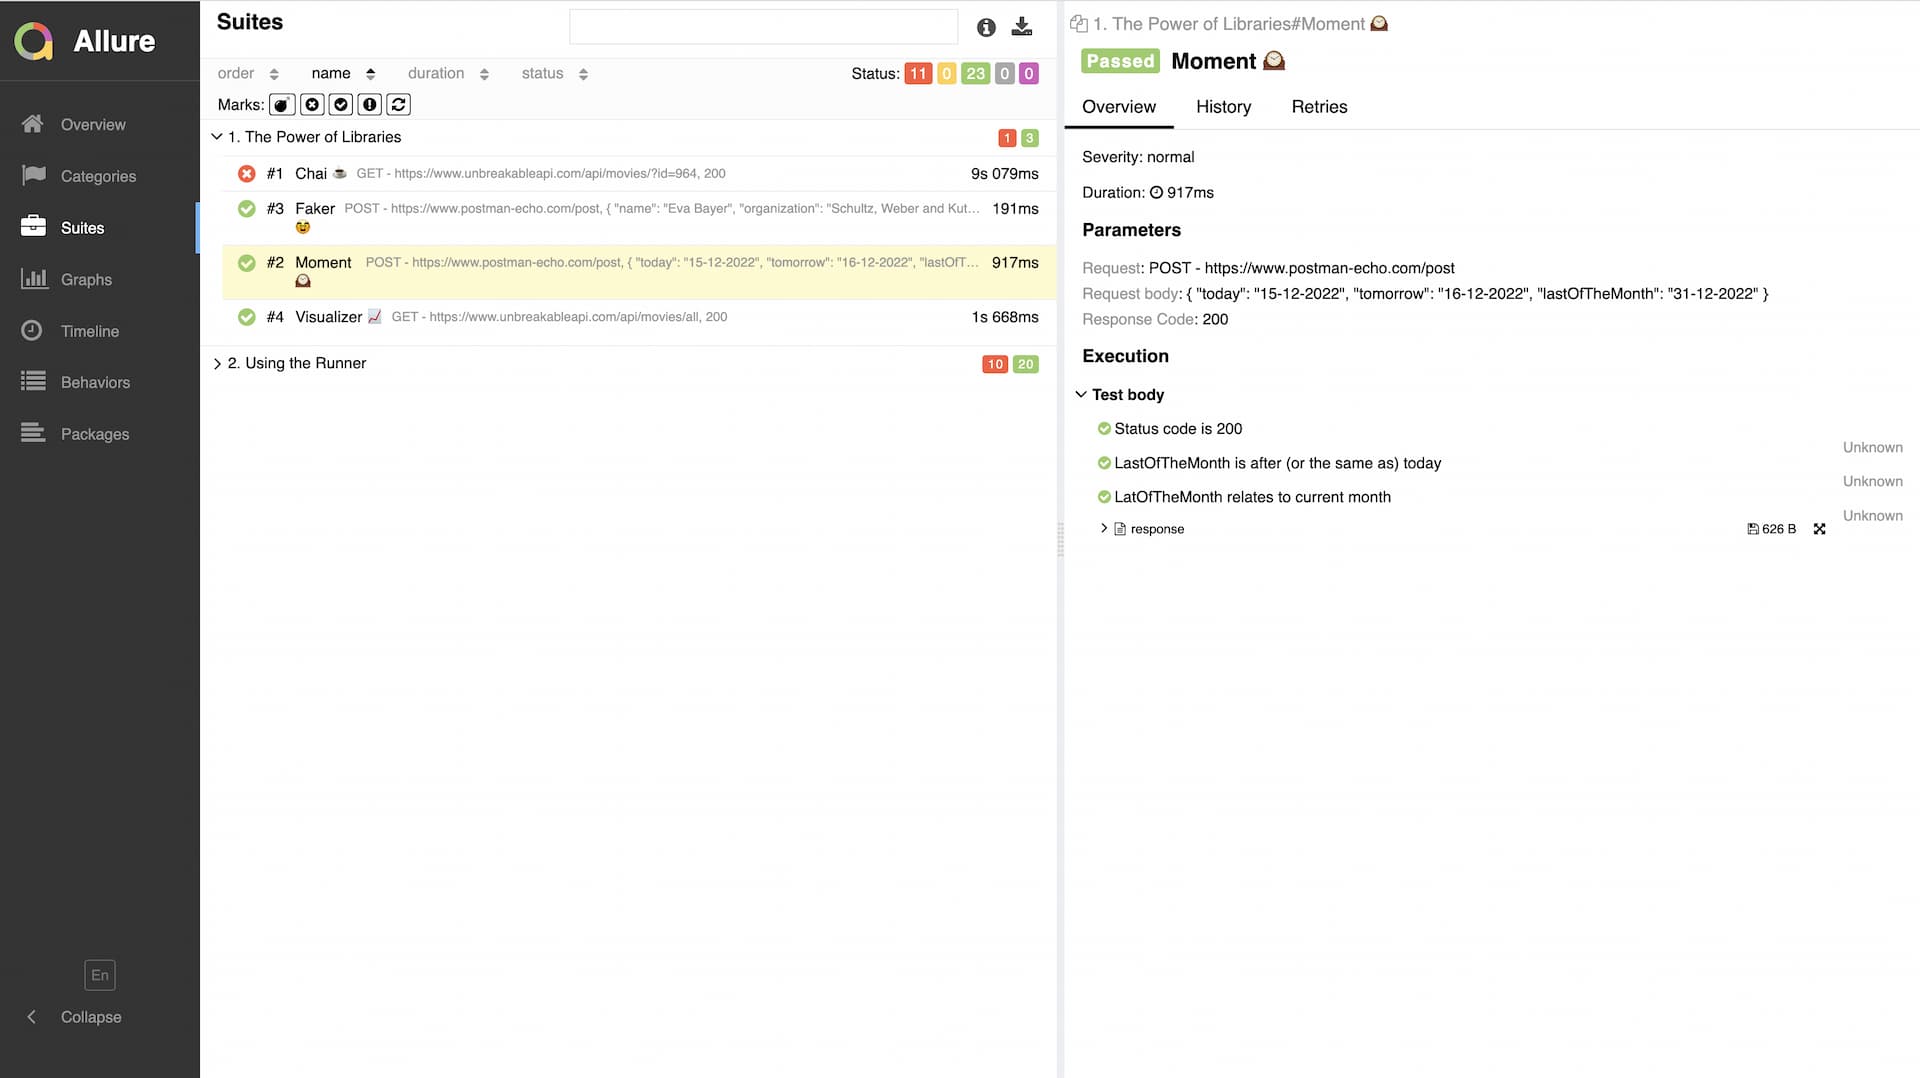 Allure
Overview
Categories
Suites
Graphs
Timeline
Behaviors
Packages
En
Collapse
Suites
order name duration status Status: 11 0 23 0 0
Marks:
1. The Power of Libraries 1 3
#1 Chai ☕ GET - https://www.unbreakableapi.com/api/movies/?id=964, 200 9s 079ms
#3 Faker POST - https://www.postman-echo.com/post, { "name": "Eva Bayer", "organization": "Schultz, Weber and Kut... 191ms
#2 Moment POST - https://www.postman-echo.com/post, { "today": "15-12-2022", "tomorrow": "16-12-2022", "lastOfT... 917ms
🕰
#4 Visualizer 📈 GET - https://www.unbreakableapi.com/api/movies/all, 200 1s 668ms
2. Using the Runner 10 20
1. The Power of Libraries#Moment 🕰
Passed Moment 🕰
Overview History Retries
Severity: normal
Duration: 917ms
Parameters
Request: POST - https://www.postman-echo.com/post
Request body: { "today": "15-12-2022", "tomorrow": "16-12-2022", "lastOfTheMonth": "31-12-2022" }
Response Code: 200
Execution
Test body
Status code is 200
Unknown
LastOfTheMonth is after (or the same as) today
Unknown
LatOfTheMonth relates to current month
Unknown
response 626 B